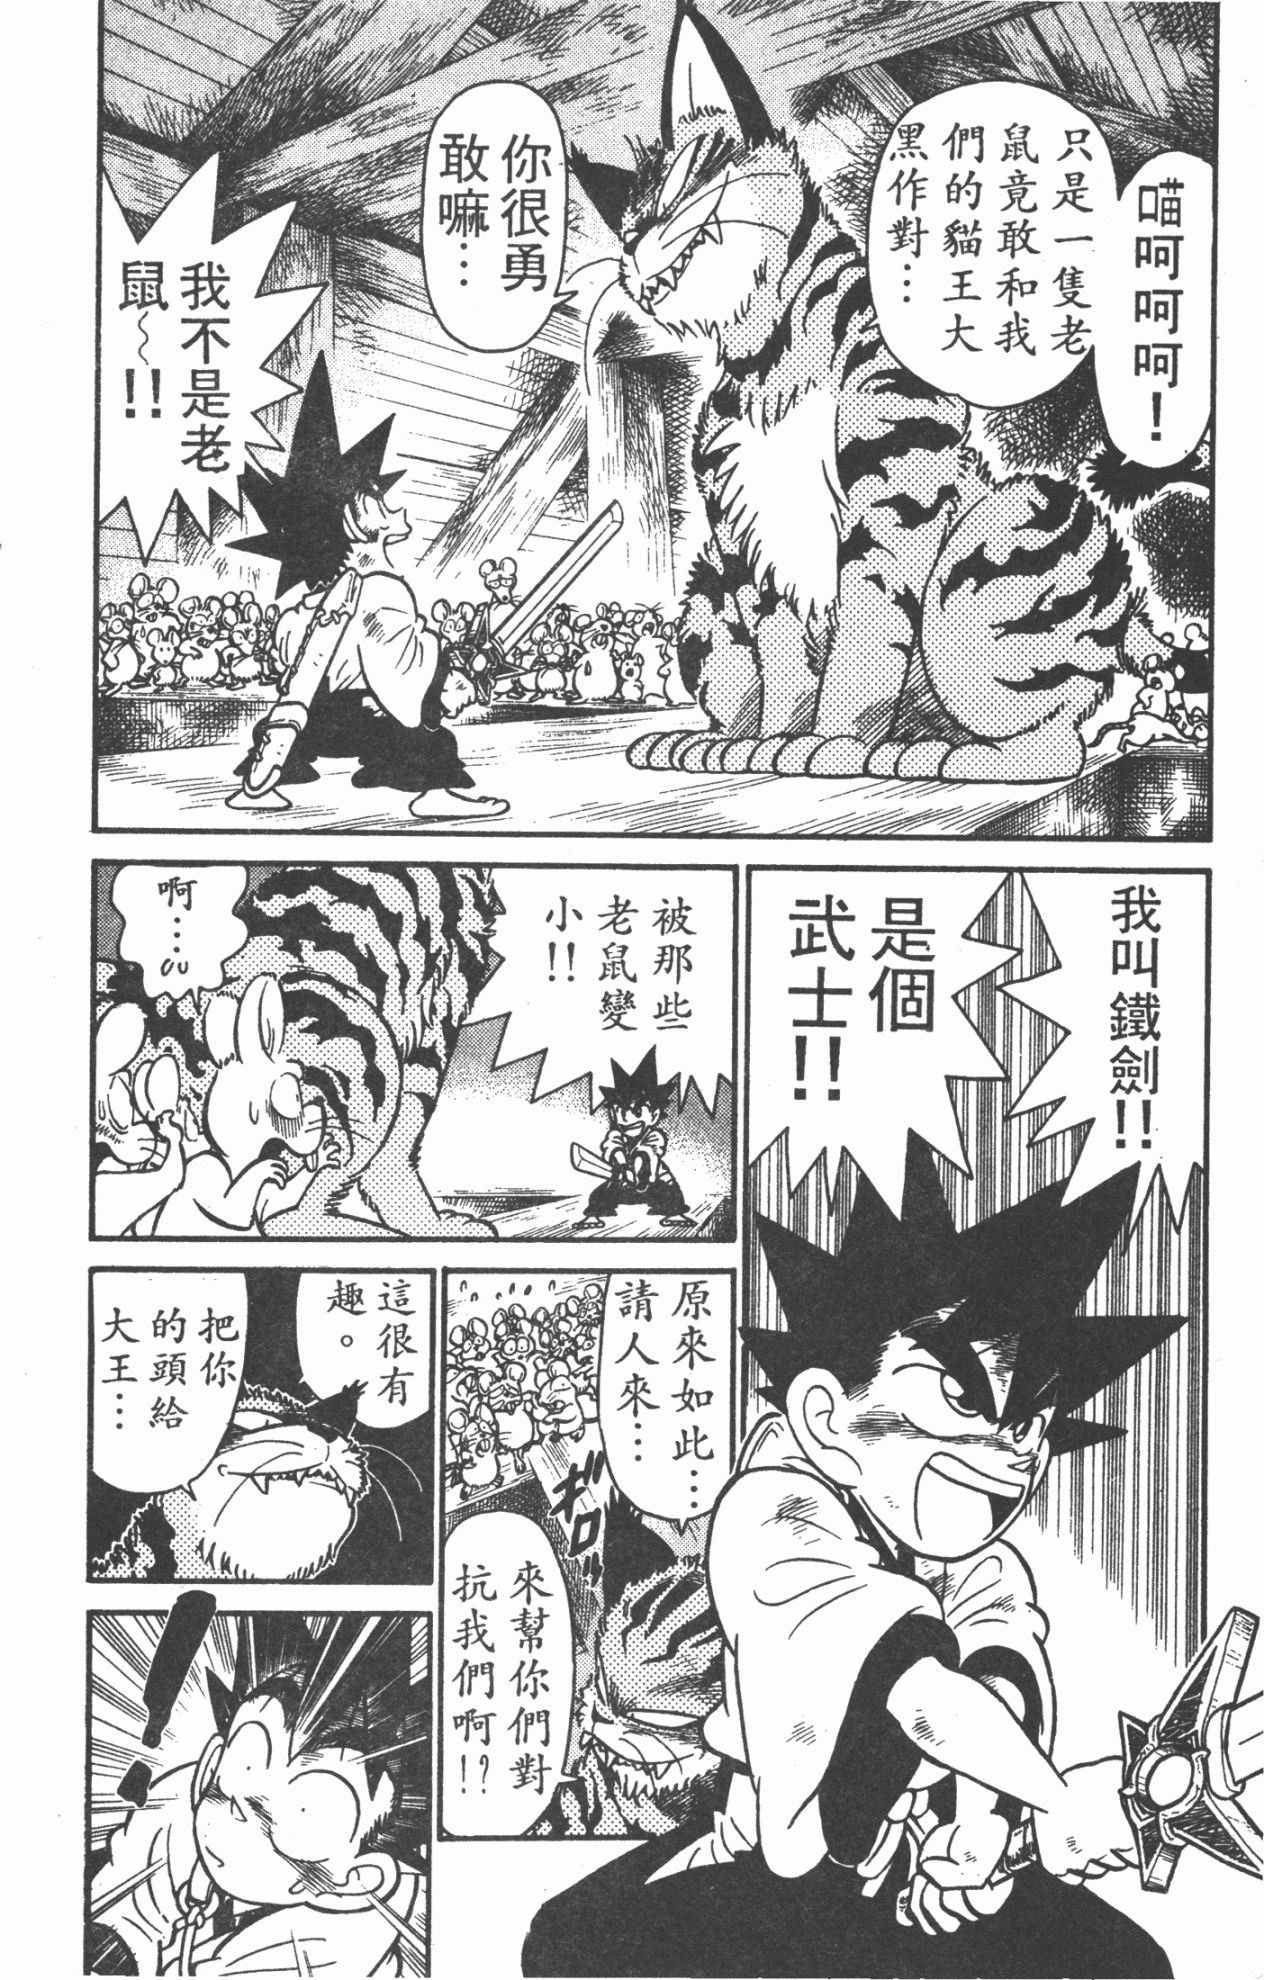 喵呵呵呵！
只是一隻老
鼠竟敢和我
們的貓王大
黑作對…
你很勇
敢嘛…
我不是老
鼠～!!
我叫鐵劍!!
是個
武士!!
被那些
老鼠變
小!!
啊……
原來如此…
請人來…
ギロ
來幫你們對
抗我們啊!?
這很有
趣。
把你
的頭給
大王…
！